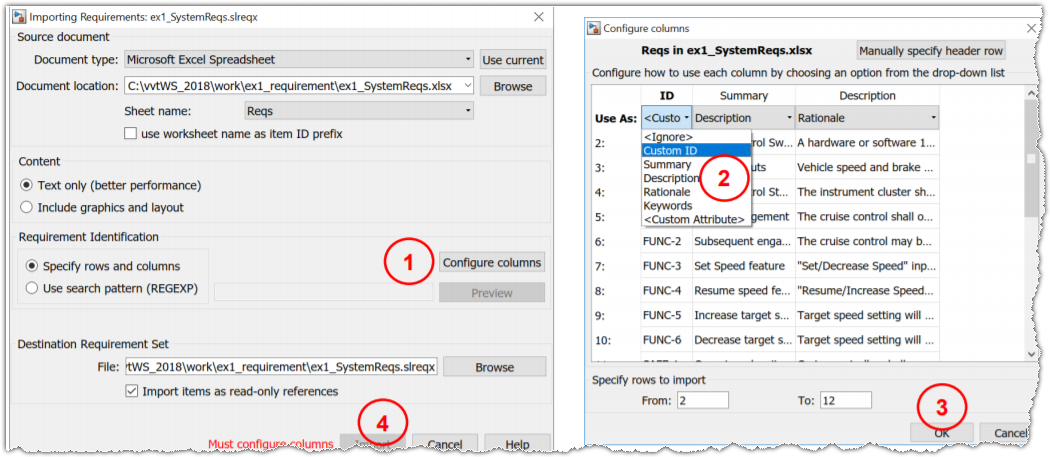 Importing Requirements: ex1_SystemReqs.slreqx
Source document
Document type: Microsoft Excel Spreadsheet Use current
Document location: C:\vvtWS_2018\work\ex1_requirement\ex1_SystemReqs.xlsx Browse
Sheet name: Reqs
use worksheet name as item ID prefix
Content
Text only (better performance)
Include graphics and layout
Requirement Identification
Specify rows and columns 1 Configure columns
Use search pattern (REGEXP) Preview
Destination Requirement Set
File: rtWS_2018\work\ex1_requirement\ex1_SystemReqs.slreqx Browse
Import items as read-only references
4
Must configure columns Import Cancel Help
Configure columns
Reqs in ex1_SystemReqs.xlsx Manually specify header row
Configure how to use each column by choosing an option from the drop-down list
ID Summary Description
Use As: <Custo Description Rationale
<Ignore>
Custom ID
Summary
Description
Rationale
Keywords
<Custom Attribute>
2
2: rol Sw... A hardware or software 1...
3: uts Vehicle speed and brake ...
4: rol St... The instrument cluster sh...
5: gement The cruise control shall o...
6: FUNC-2 Subsequent enga... The cruise control may b...
7: FUNC-3 Set Speed feature "Set/Decrease Speed" inp...
8: FUNC-4 Resume speed fe... "Resume/Increase Speed...
9: FUNC-5 Increase target s... Target speed setting will ...
10: FUNC-6 Decrease target s... Target speed setting will ...
Specify rows to import
From: 2 To: 12
3
OK Cancel